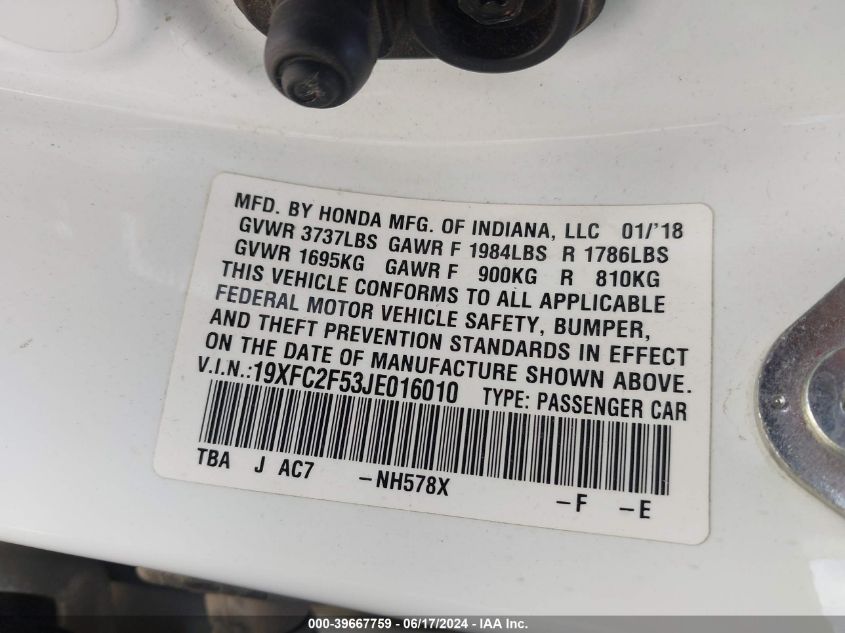 MFD. BY HONDA MFG. OF INDIANA, LLC 01/'18
GVWR 3737LBS GAWR F 1984LBS R 1786LBS
GVWR 1695KG GAWR F 900KG R 810KG
THIS VEHICLE CONFORMS TO ALL APPLICABLE
FEDERAL MOTOR VEHICLE SAFETY, BUMPER,
AND THEFT PREVENTION STANDARDS IN EFFECT
ON THE DATE OF MANUFACTURE SHOWN ABOVE.
V.I.N.:19XFC2F53JE016010 TYPE: PASSENGER CAR
TBA J AC7 -NH578X -F -E
000-39667759 - 06/17/2024 - IAA Inc.